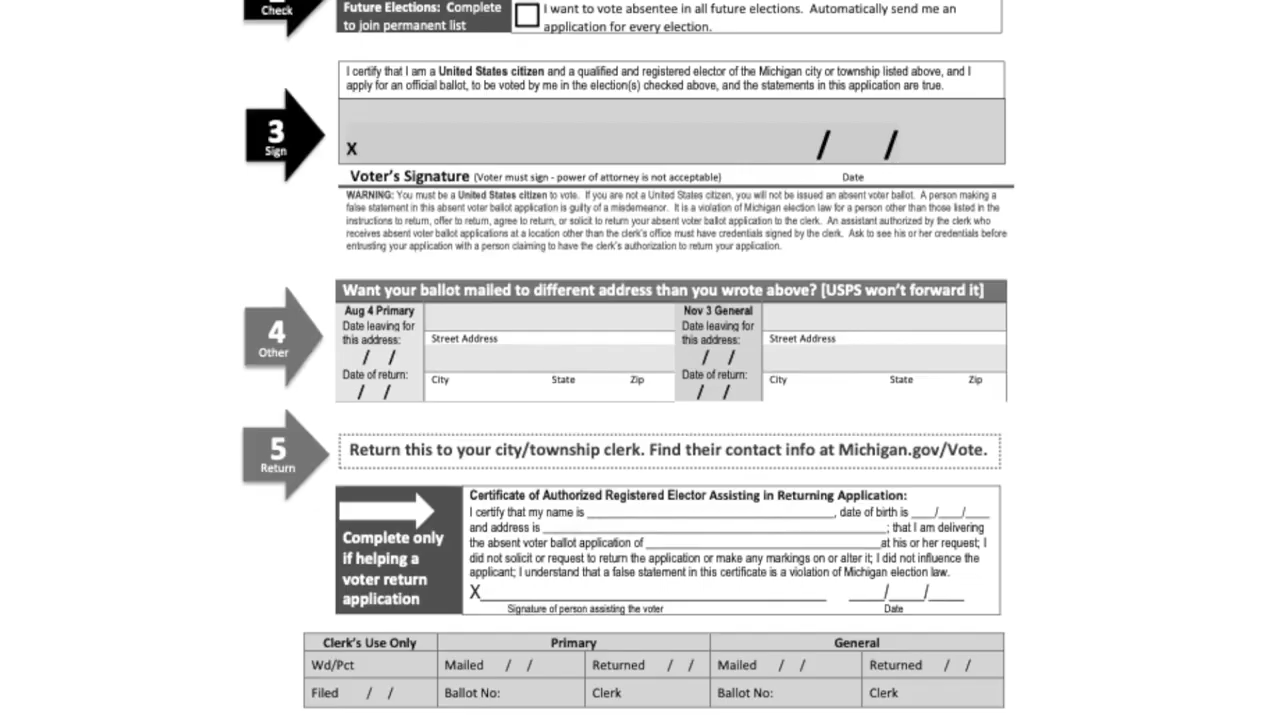 Check
Future Elections: Complete
to join permanent list
I want to vote absentee in all future elections. Automatically send me an
application for every election.
I certify that I am a United States citizen and a qualified and registered elector of the Michigan city or township listed above, and I
apply for an official ballot, to be voted by me in the election(s) checked above, and the statements in this application are true.
3
Sign
X / /
Voter's Signature (Voter must sign - power of attorney is not acceptable) Date
WARNING: You must be a United States citizen to vote. If you are not a United States citizen, you will not be issued an absent voter ballot. A person making a
false statement in this absent voter ballot application is guilty of a misdemeanor. It is a violation of Michigan election law for a person other than those listed in the
instructions to return, offer to return, agree to return, or solicit to return your absent voter ballot application to the clerk. An assistant authorized by the clerk who
receives absent voter ballot applications at a location other than the clerk's office must have credentials signed by the clerk. Ask to see his or her credentials before
entrusting your application with a person claiming to have the clerk's authorization to return your application.
Want your ballot mailed to different address than you wrote above? [USPS won't forward it]
4
Other
Aug 4 Primary
Date leaving for
this address:
/ /
Date of return:
/ /
Street Address
City State Zip
Nov 3 General
Date leaving for
this address:
/ /
Date of return:
/ /
Street Address
City State Zip
5
Return
Return this to your city/township clerk. Find their contact info at Michigan.gov/Vote.
Complete only
if helping a
voter return
application
Certificate of Authorized Registered Elector Assisting in Returning Application:
I certify that my name is ____________________, date of birth is ___/___/___
and address is ____________________; that I am delivering
the absent voter ballot application of ____________________at his or her request; I
did not solicit or request to return the application or make any markings on or alter it; I did not influence the
applicant; I understand that a false statement in this certificate is a violation of Michigan election law.
X____________________ ____/____/____
Signature of person assisting the voter Date
Clerk's Use Only Primary General
Wd/Pct Mailed / / Returned / / Mailed / / Returned / /
Filed / / Ballot No: Clerk Ballot No: Clerk